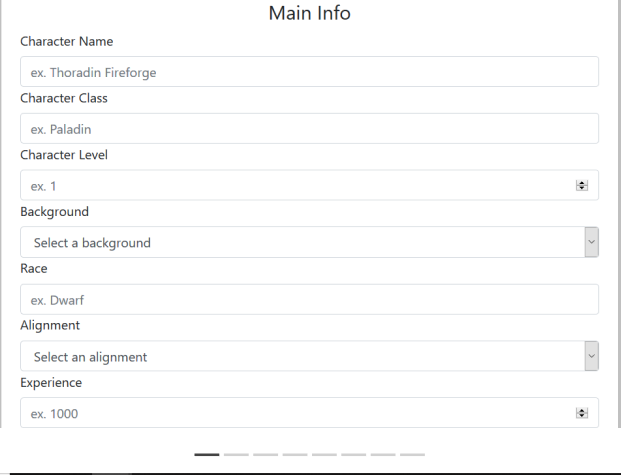 Main Info
Character Name
ex. Thoradin Fireforge
Character Class
ex. Paladin
Character Level
ex. 1
Background
Select a background
Race
ex. Dwarf
Alignment
Select an alignment
Experience
ex. 1000